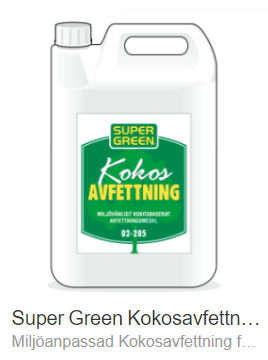 SUPER
GREEN
Kokos
AVFETTNING
MILJÖVÄNLIGT KOKOSBASERAT
AVFETTNINGSMEDEL
02-205
Super Green Kokosavfettn…
Miljöanpassad Kokosavfettning f…